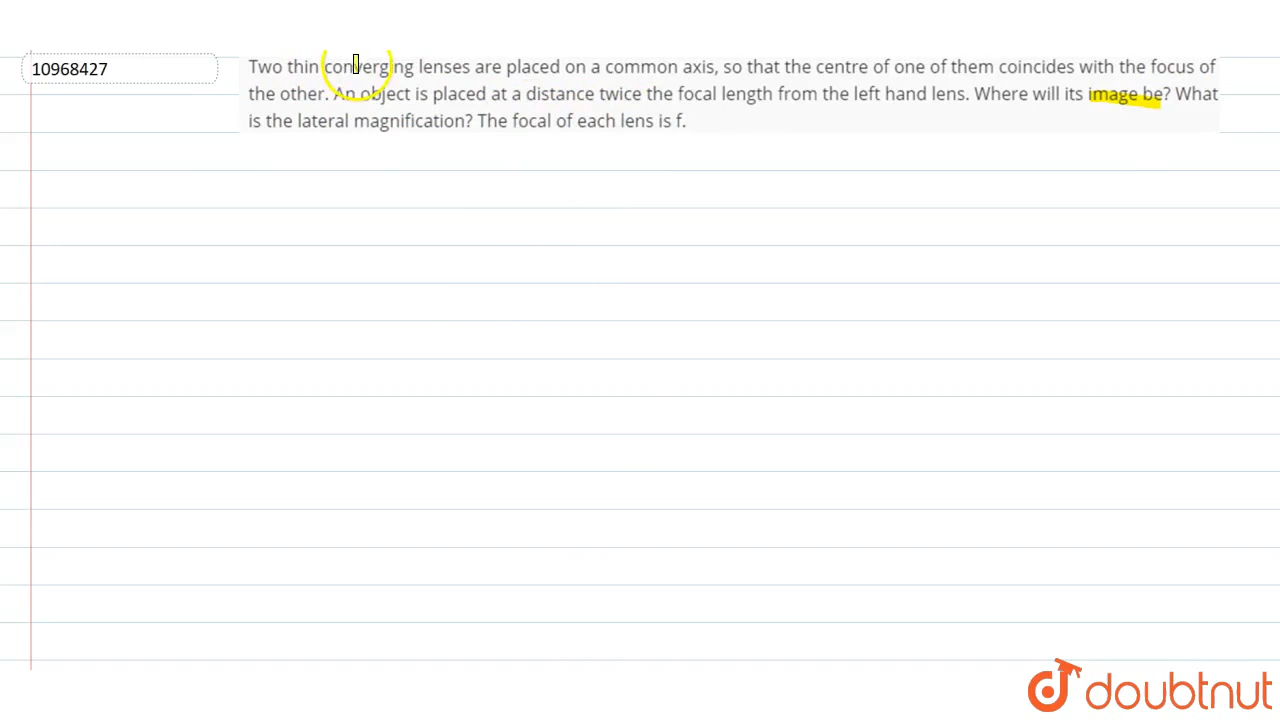 10968427
Two thin converging lenses are placed on a common axis, so that the centre of one of them coincides with the focus of
the other. An object is placed at a distance twice the focal length from the left hand lens. Where will its image be? What
is the lateral magnification? The focal of each lens is f.
doubtnut